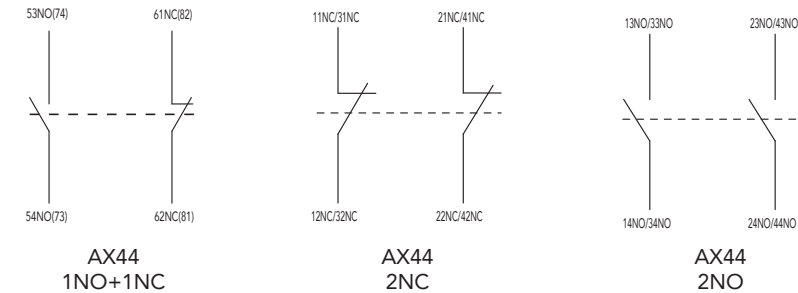 53NO(74) 61NC(82)
54NO(73) 62NC(81)
AX44
1NO+1NC
11NC/31NC 21NC/41NC
12NC/32NC 22NC/42NC
AX44
2NC
13NO/33NO 23NO/43NO
14NO/34NO 24NO/44NO
AX44
2NO